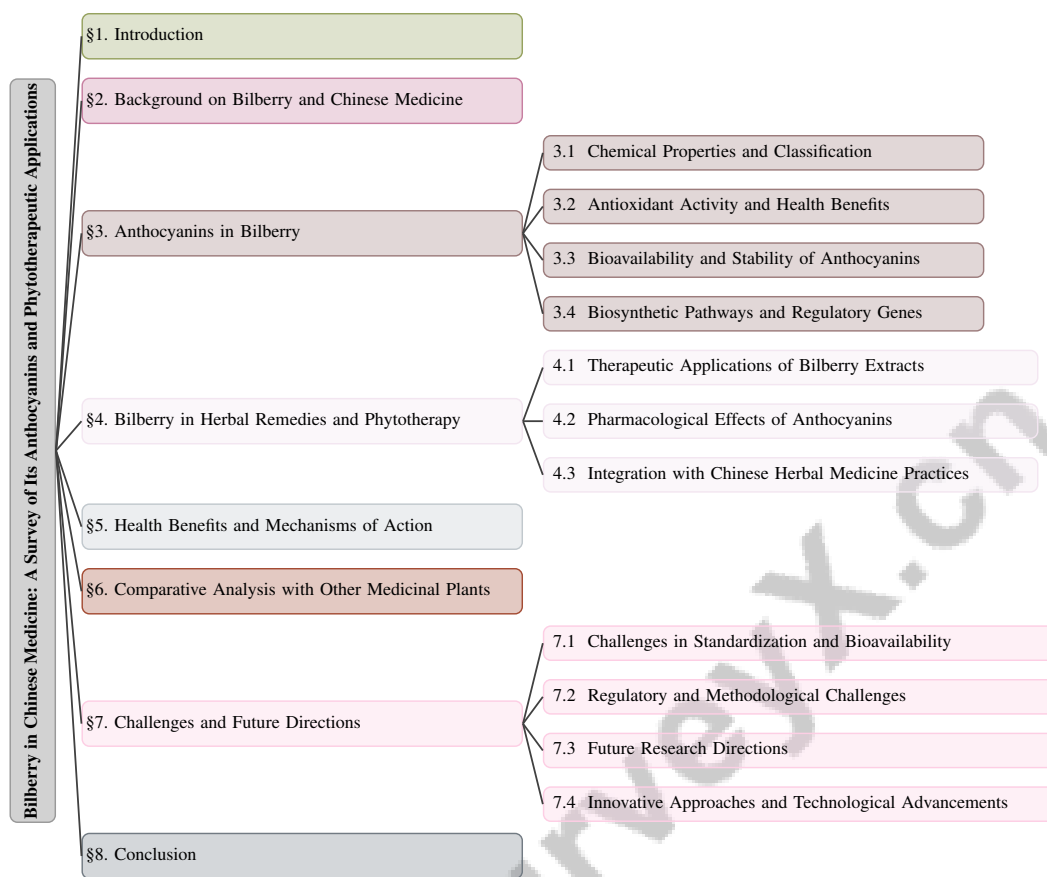 Bilberry in Chinese Medicine: A Survey of Its Anthocyanins and Phytotherapeutic Applications
§1. Introduction
§2. Background on Bilberry and Chinese Medicine
§3. Anthocyanins in Bilberry
3.1 Chemical Properties and Classification
3.2 Antioxidant Activity and Health Benefits
3.3 Bioavailability and Stability of Anthocyanins
3.4 Biosynthetic Pathways and Regulatory Genes
§4. Bilberry in Herbal Remedies and Phytotherapy
4.1 Therapeutic Applications of Bilberry Extracts
4.2 Pharmacological Effects of Anthocyanins
4.3 Integration with Chinese Herbal Medicine Practices
§5. Health Benefits and Mechanisms of Action
§6. Comparative Analysis with Other Medicinal Plants
§7. Challenges and Future Directions
7.1 Challenges in Standardization and Bioavailability
7.2 Regulatory and Methodological Challenges
7.3 Future Research Directions
7.4 Innovative Approaches and Technological Advancements
§8. Conclusion
urveyx.cn